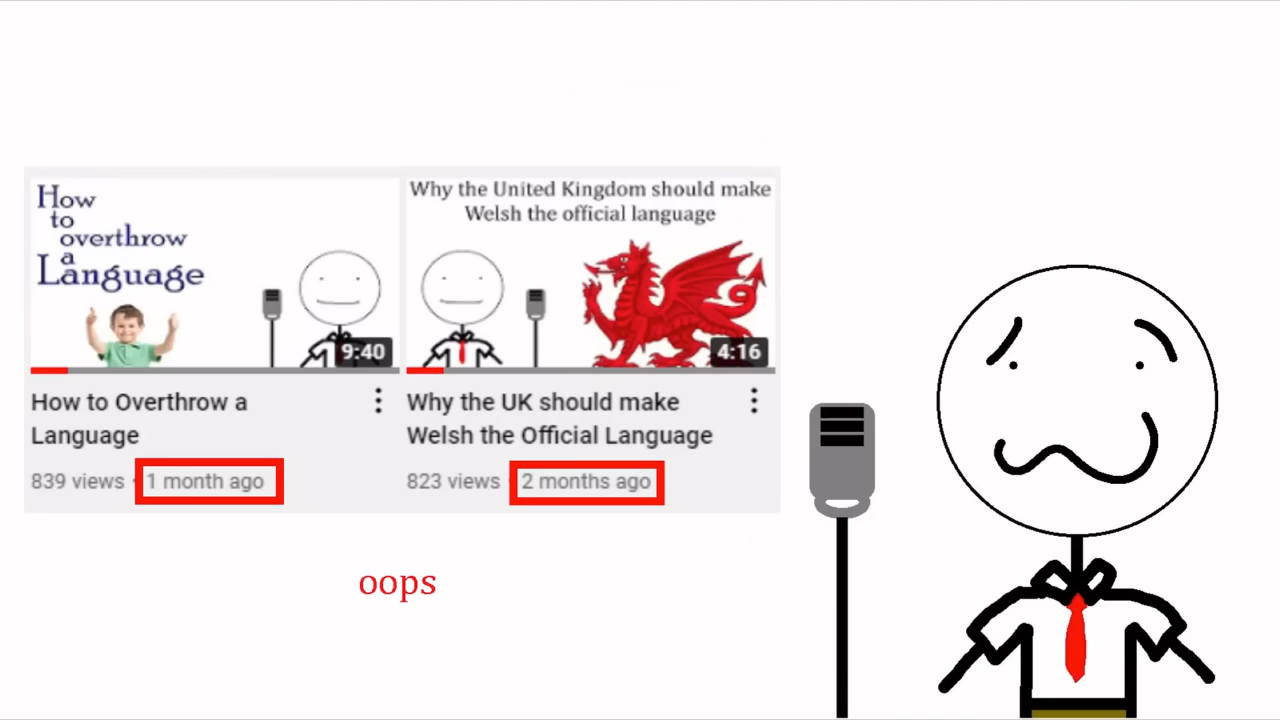 How
to
overthrow
a
Language
9:40
How to Overthrow a
Language
839 views • 1 month ago
Why the United Kingdom should make
Welsh the official language
4:16
Why the UK should make
Welsh the Official Language
823 views • 2 months ago
oops